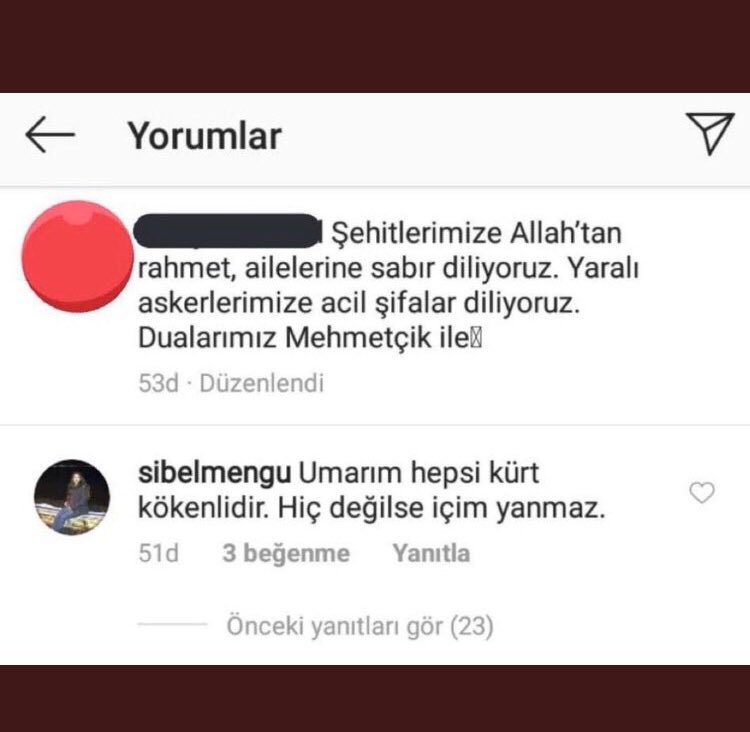 Yorumlar
Şehitlerimize Allah'tan
rahmet, ailelerine sabır diliyoruz. Yaralı
askerlerimize acil şifalar diliyoruz.
Dualarımız Mehmetçik ile
53d · Düzenlendi
sibelmengu Umarım hepsi kürt
kökenlidir. Hiç değilse içim yanmaz.
51d 3 beğenme Yanıtla
Önceki yanıtları gör (23)